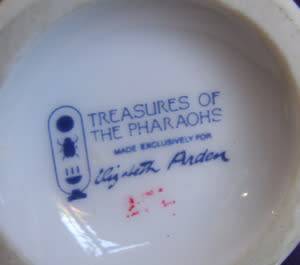 TREASURES OF
THE PHARAOHS
MADE EXCLUSIVELY FOR
Elizabeth Arden